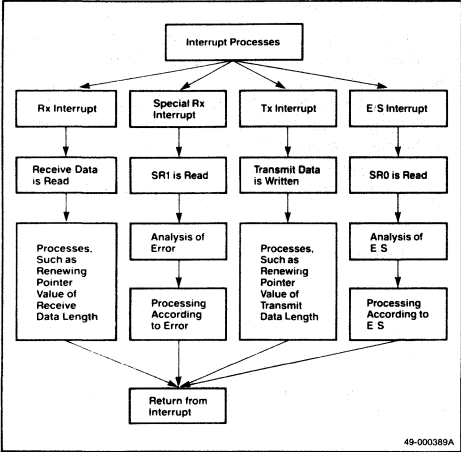 Interrupt Processes
Rx Interrupt
Special Rx
Interrupt
Tx Interrupt
E/S Interrupt
Receive Data
is Read
SR1 is Read
Transmit Data
is Written
SR0 is Read
Processes,
Such as
Renewing
Pointer
Value of
Receive
Data Length
Analysis of
Error
Processing
According
to Error
Processes,
Such as
Renewing
Pointer
Value of
Transmit
Data Length
Analysis of
E S
Processing
According to
E S
Return from
Interrupt
49-000389A